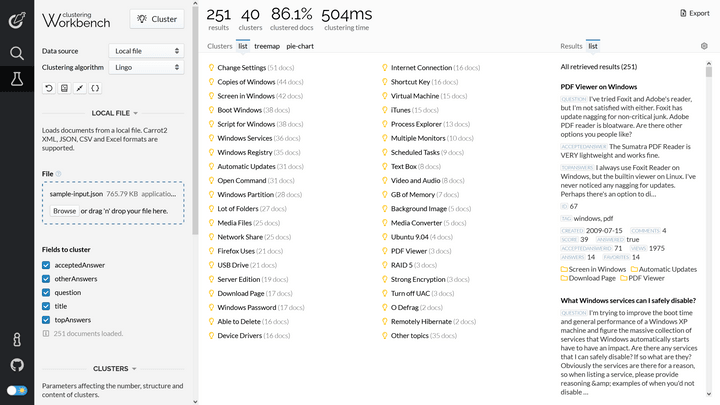 clustering
Workbench
Cluster
Data source
Local file
Clustering algorithm
Lingo
LOCAL FILE
Loads documents from a local file. Carrot2
XML, JSON, CSV and Excel formats are
supported.
File
sample-input.json 765.79 KB applicatio...
Browse or drag 'n' drop your file here.
Fields to cluster
acceptedAnswer
otherAnswers
question
title
topAnswers
251 documents loaded.
CLUSTERS
Parameters affecting the number, structure and
content of clusters.
251 40 86.1% 504ms
results clusters clustered docs clustering time
Export
Clusters list treemap pie-chart
Change Settings (51 docs)
Copies of Windows (44 docs)
Screen in Windows (42 docs)
Boot Windows (38 docs)
Script for Windows (38 docs)
Windows Services (36 docs)
Windows Registry (35 docs)
Automatic Updates (31 docs)
Open Command (31 docs)
Windows Partition (28 docs)
Lot of Folders (27 docs)
Media Files (25 docs)
Network Share (25 docs)
Firefox Uses (21 docs)
USB Drive (21 docs)
Server Edition (19 docs)
Download Page (17 docs)
Windows Password (17 docs)
Able to Delete (16 docs)
Device Drivers (16 docs)
Internet Connection (16 docs)
Shortcut Key (16 docs)
Virtual Machine (15 docs)
iTunes (15 docs)
Process Explorer (13 docs)
Multiple Monitors (10 docs)
Scheduled Tasks (9 docs)
Text Box (8 docs)
Video and Audio (8 docs)
GB of Memory (7 docs)
Background Image (5 docs)
Media Converter (5 docs)
Ubuntu 9.04 (4 docs)
PDF Viewer (3 docs)
RAID 5 (3 docs)
Strong Encryption (3 docs)
Turn off UAC (3 docs)
O Defrag (2 docs)
Remotely Hibernate (2 docs)
Other topics (35 docs)
Results list
All retrieved results (251)
PDF Viewer on Windows
QUESTION I've tried Foxit and Adobe's reader,
but I'm not satisfied with either. Foxit has
update nagging for non-critical junk. Adobe
PDF reader is bloatware. Are there other
options you people like?
ACCEPTEDANSWER The Sumatra PDF Reader is
VERY lightweight and works fine.
TOPANSWERS I always use Foxit Reader on
Windows, but the builtin viewer on Linux. I've
never noticed any nagging for updates.
Perhaps there's an option to di...
ID 67
TAG windows, pdf
CREATED 2009-07-15 COMMENTS 4
SCORE 39 ANSWERED true
ACCEPTEDANSWERID 71 VIEWS 1975
ANSWERS 14 FAVORITES 14
Screen in Windows Automatic Updates
Download Page PDF Viewer
What Windows services can I safely disable?
QUESTION I'm trying to improve the boot time
and general performance of a Windows XP
machine and figure the massive collection of
services that Windows automatically starts
have to have an impact. Are there any services
that I can safely disable? If so what are they?
Obviously the services are there for a reason,
so when listing a service, please provide
reasoning &amp; examples of when you'd not
disable ...